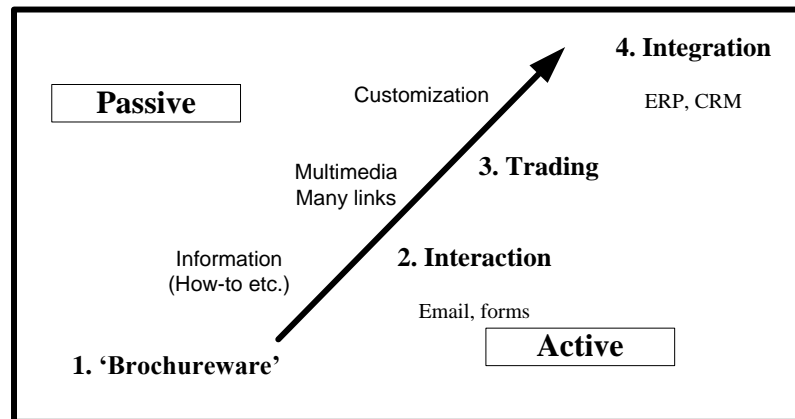 4. Integration
ERP, CRM
Passive
Customization
3. Trading
Multimedia
Many links
2. Interaction
Information
(How-to etc.)
Email, forms
Active
1. ‘Brochureware’